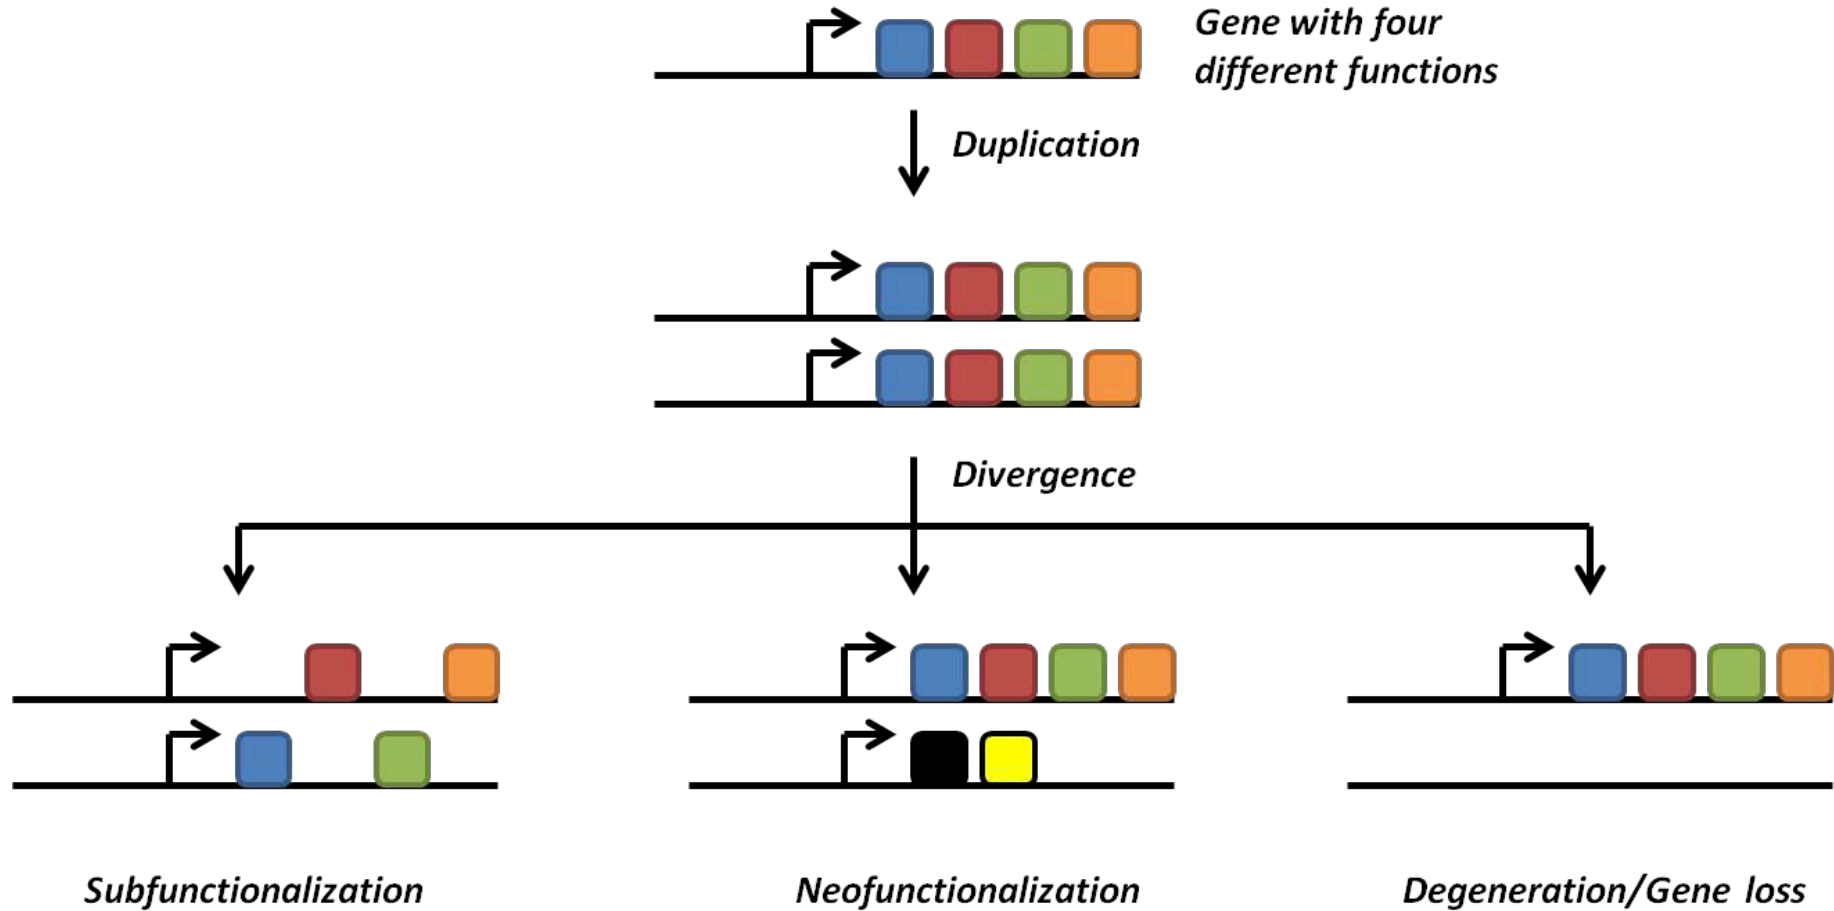 Gene with four
different functions
Duplication
Divergence
Subfunctionalization
Neofunctionalization
Degeneration/Gene loss